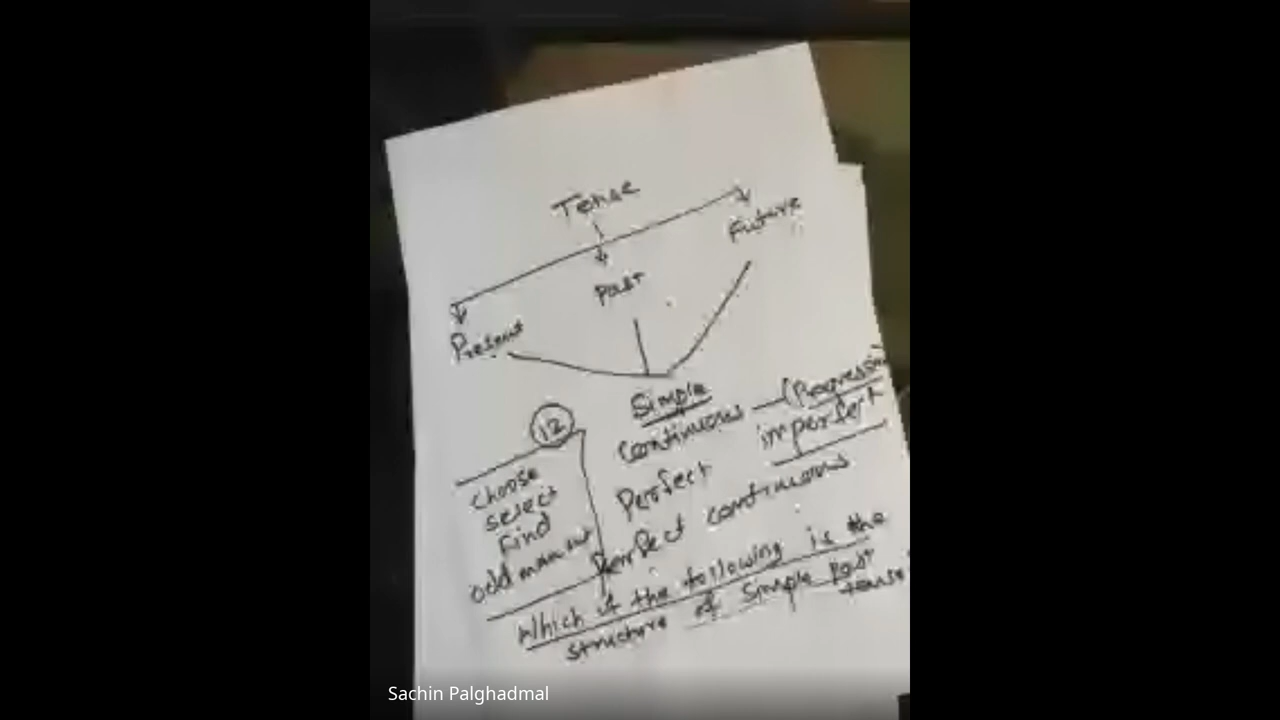 Tense
Present Past Future
Simple
Continuous — (Progressiv
imperfect
Perfect
Perfect continuous
12
choose
select
Find
odd man out
Which of the following is the
structure of simple past
tense
Sachin Palghadmal